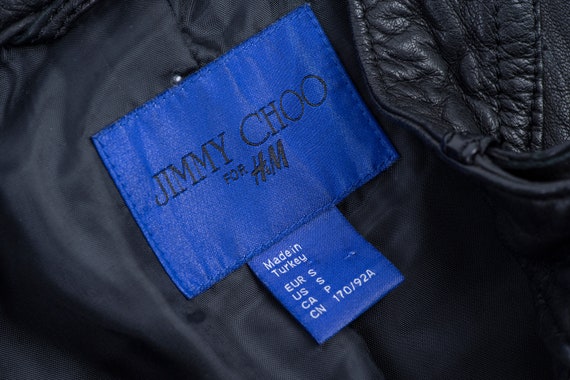 JIMMY CHOO
FOR H&M
Made in
Turkey
EUR S
US S
CA P
CN 170/92A